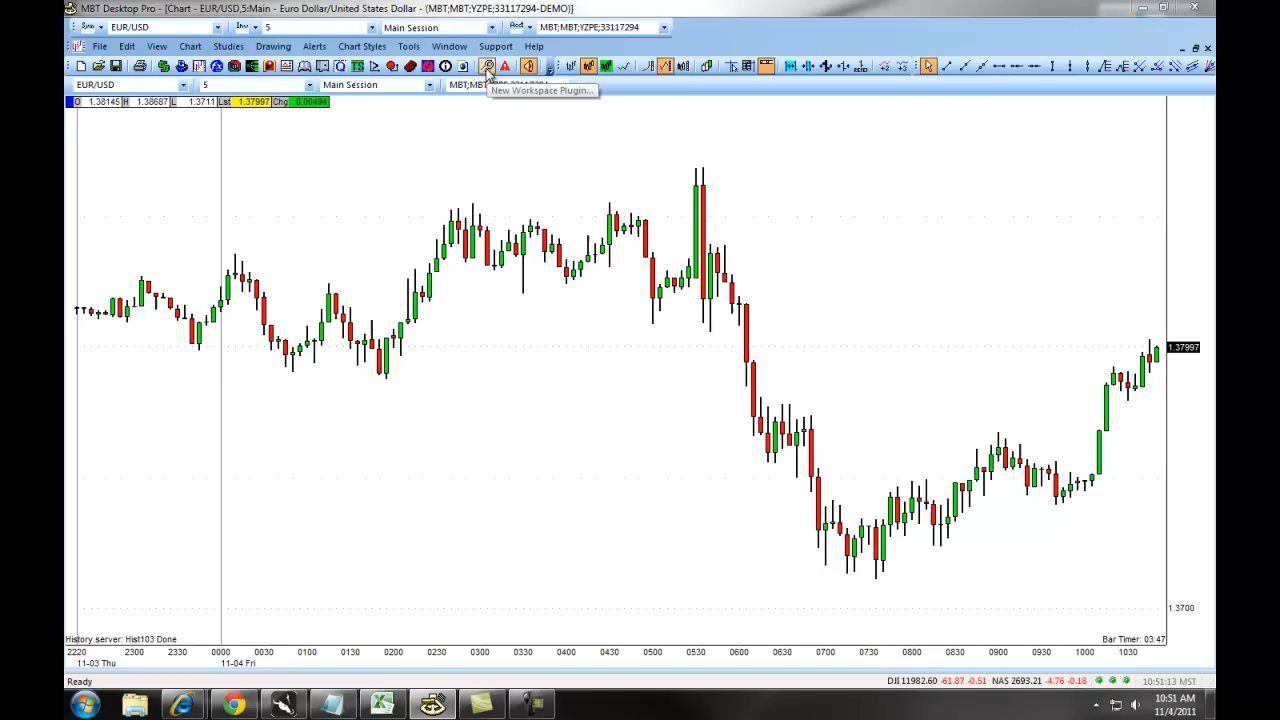 MBT Desktop Pro - [Chart - EUR/USD,5:Main - Euro Dollar/United States Dollar - (MBT;MBT;YZPE;33117294-DEMO)]
Sym EUR/USD Inv 5 Main Session Acct MBT;MBT;YZPE;33117294
File Edit View Chart Studies Drawing Alerts Chart Styles Tools Window Support Help
EUR/USD 5 Main Session
New Workspace Plugin...
O 1.38145 H 1.38687 L 1.3711 Lst 1.37997 Chg 0.00494
1.37997
1.3700
History server: Hist103 Done Bar Timer: 03:47
2220 2300 2330 0000 0030 0100 0130 0200 0230 0300 0330 0400 0430 0500 0530 0600 0630 0700 0730 0800 0830 0900 0930 1000 1030
11-03 Thu 11-04 Fri
Ready DJI 11982.60 -61.87 -0.51 NAS 2693.21 -4.76 -0.18 10:51:13 MST
10:51 AM
11/4/2011